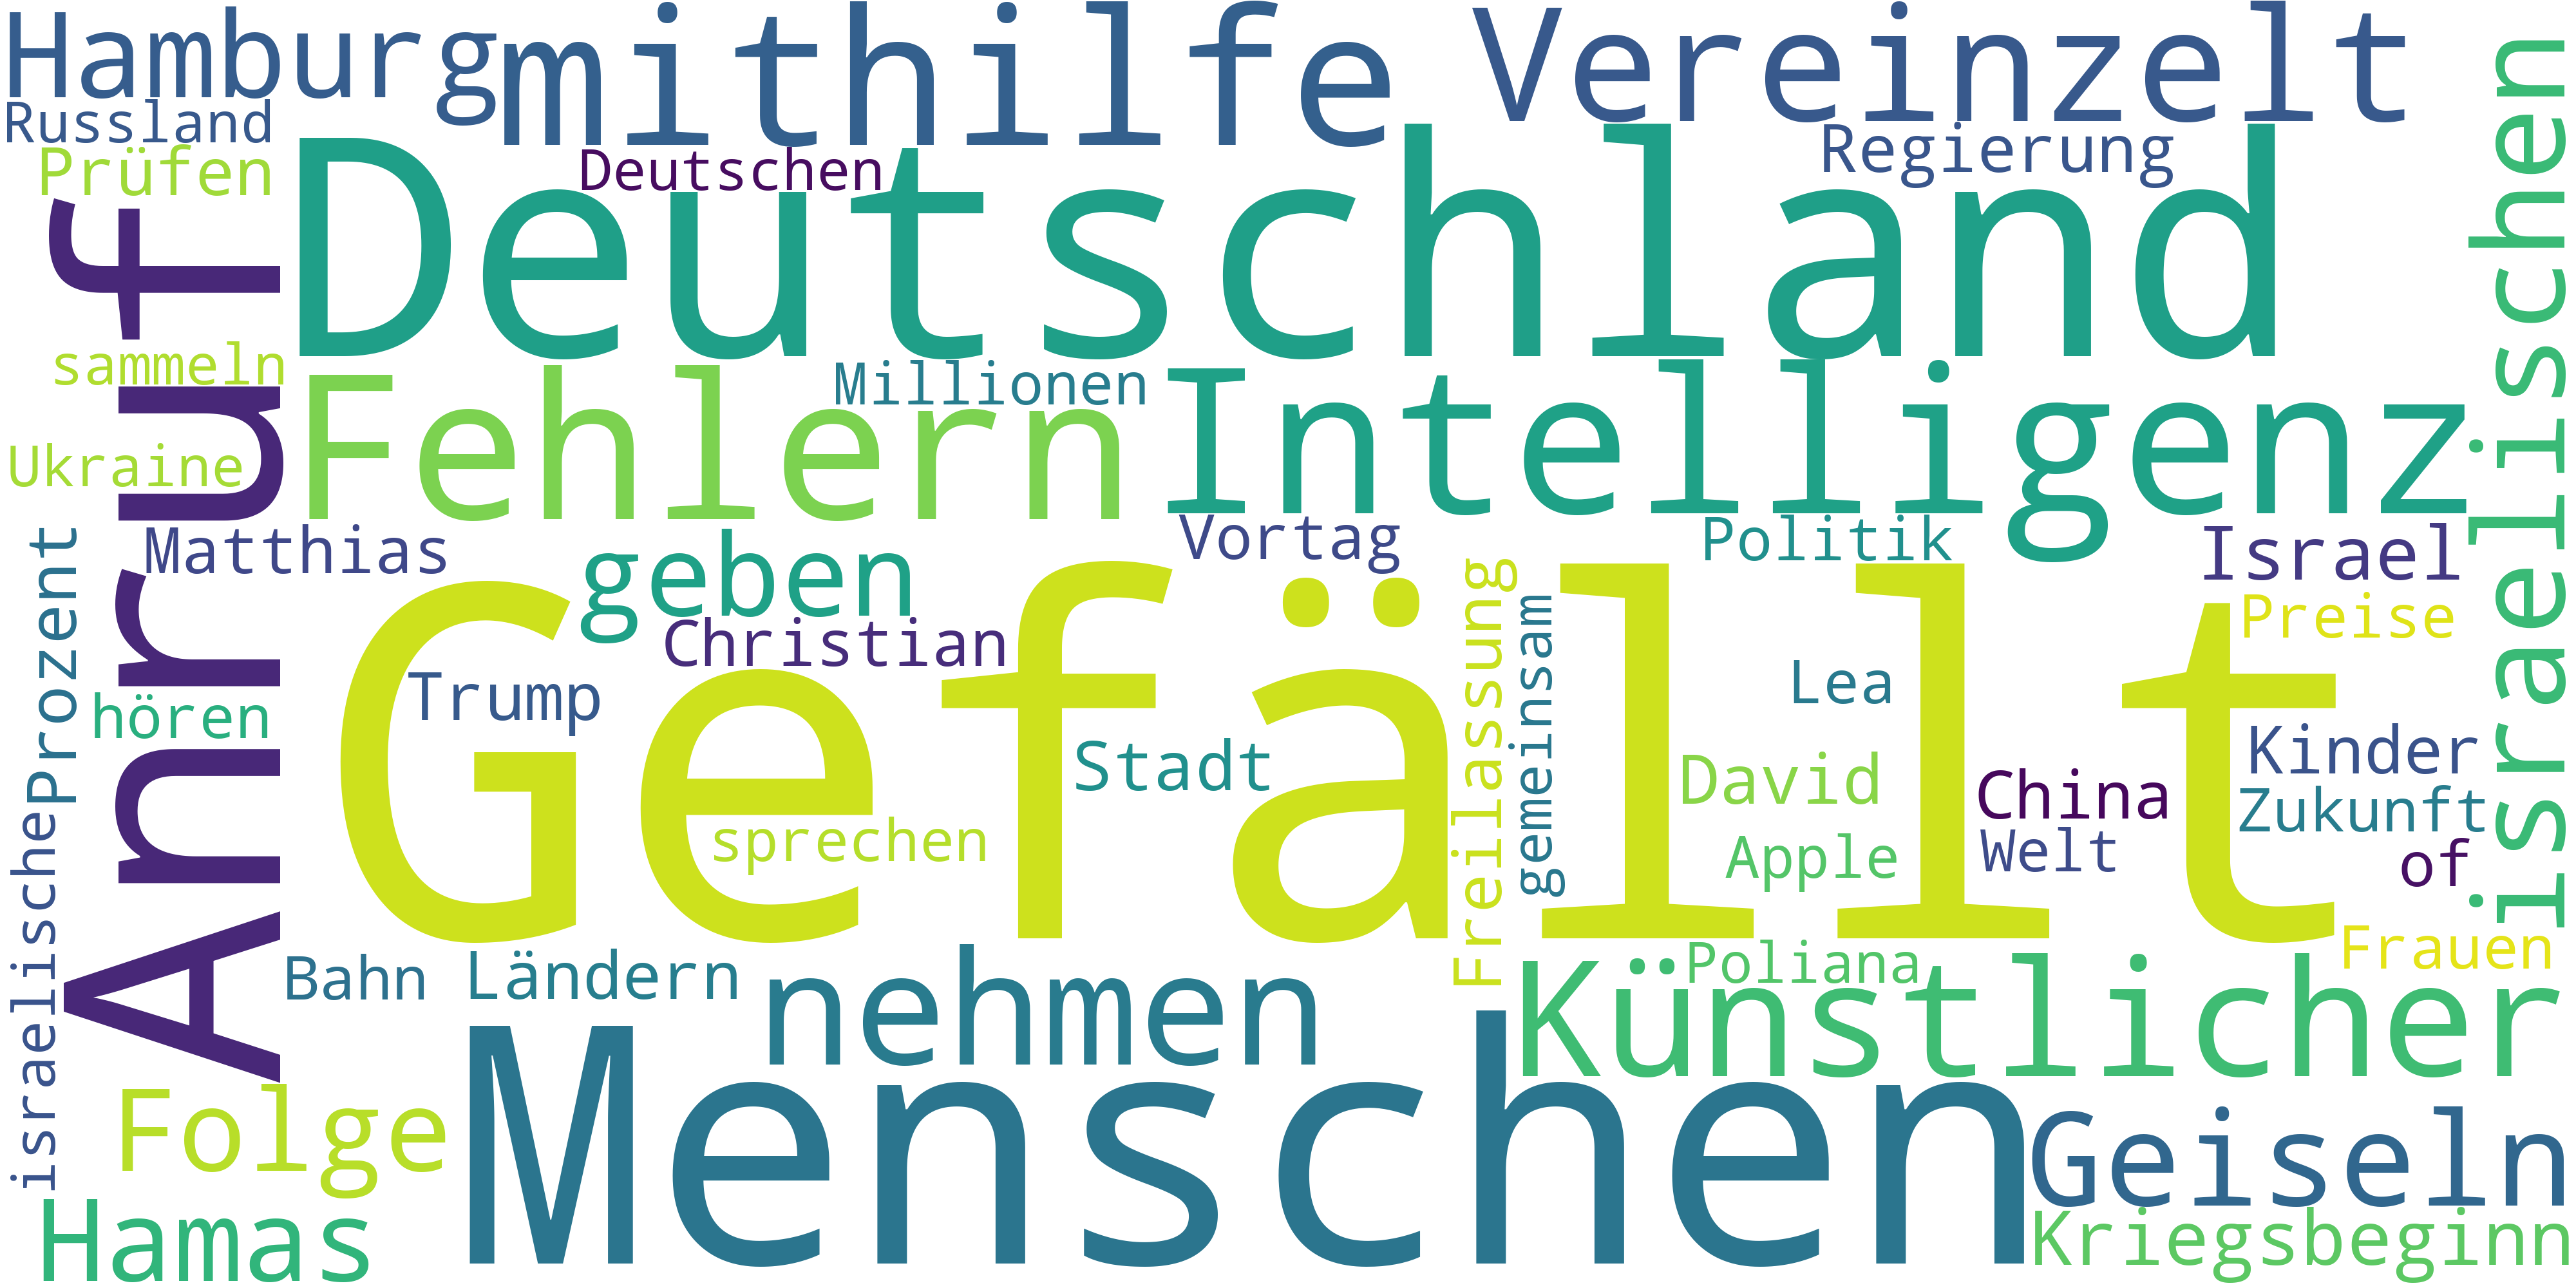 Hamburg
mithilfe
Vereinzelt
Russland
Prüfen
Deutschen
Regierung
Deutschland
israelischen
Anruf
sammeln
Fehlern
Millionen
Intelligenz
Ukraine
Matthias
geben
Vortag
Politik
Israel
Prozent
Christian
Gefällt
Freilassung
gemeinsam
Preise
hören
Trump
Lea
Stadt
David
China
Kinder
Zukunft
sprechen
Apple
Welt
of
israelische
Bahn
Ländern
nehmen
Poliana
Frauen
Künstlicher
Menschen
Folge
Geiseln
Hamas
Kriegsbeginn